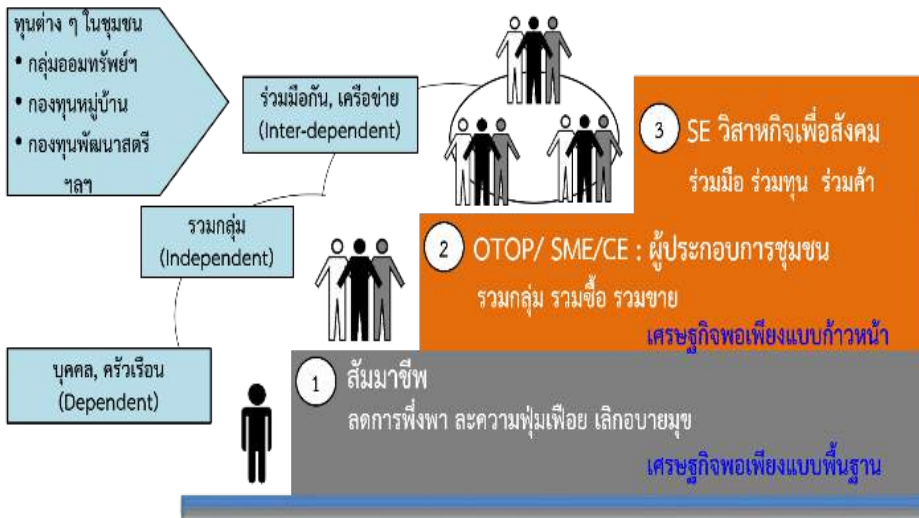 ทุนต่าง ๆ ในชุมชน
• กลุ่มออมทรัพย์ฯ
• กองทุนหมู่บ้าน
• กองทุนพัฒนาสตรี
ฯลฯ
ร่วมมือกัน, เครือข่าย
(Inter-dependent)
รวมกลุ่ม
(Independent)
บุคคล, ครัวเรือน
(Dependent)
3 SE วิสาหกิจเพื่อสังคม
ร่วมมือ ร่วมทุน ร่วมค้า
2 OTOP/ SME/CE : ผู้ประกอบการชุมชน
รวมกลุ่ม รวมซื้อ รวมขาย
เศรษฐกิจพอเพียงแบบก้าวหน้า
1 สัมมาชีพ
ลดการพึ่งพา ละความฟุ่มเฟือย เลิกอบายมุข
เศรษฐกิจพอเพียงแบบพื้นฐาน